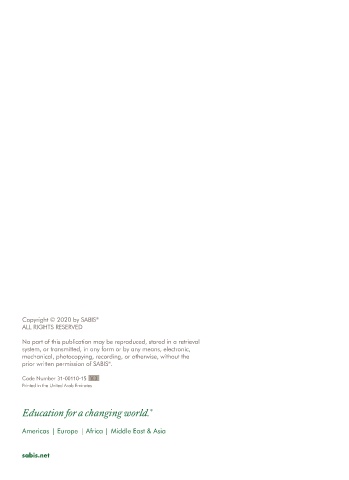 Copyright © 2020 by SABIS®
ALL RIGHTS RESERVED
No part of this publication may be reproduced, stored in a retrieval
system, or transmitted, in any form or by any means, electronic,
mechanical, photocopying, recording, or otherwise, without the
prior written permission of SABIS®.
Code Number 31-00110-15
Printed in the United Arab Emirates
Education for a changing world.®
Americas | Europe | Africa | Middle East & Asia
sabis.net